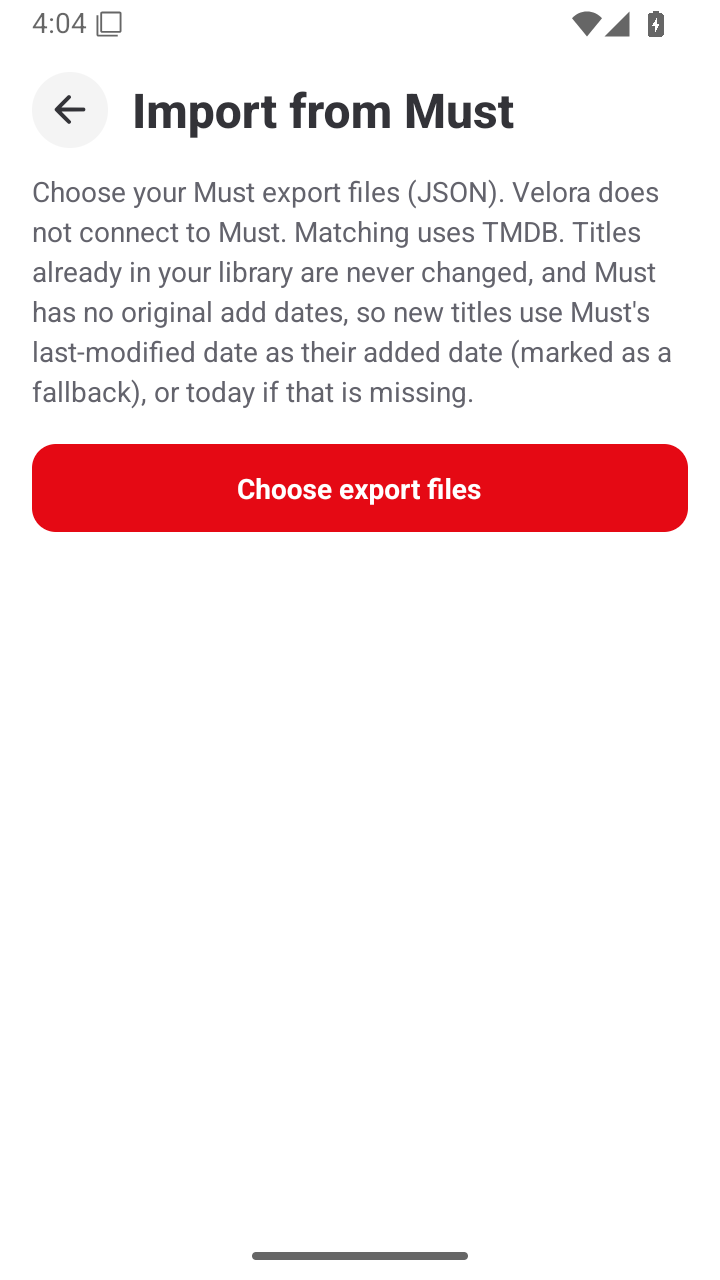 4:04
Import from Must
Choose your Must export files (JSON). Velora does
not connect to Must. Matching uses TMDB. Titles
already in your library are never changed, and Must
has no original add dates, so new titles use Must's
last-modified date as their added date (marked as a
fallback), or today if that is missing.
Choose export files